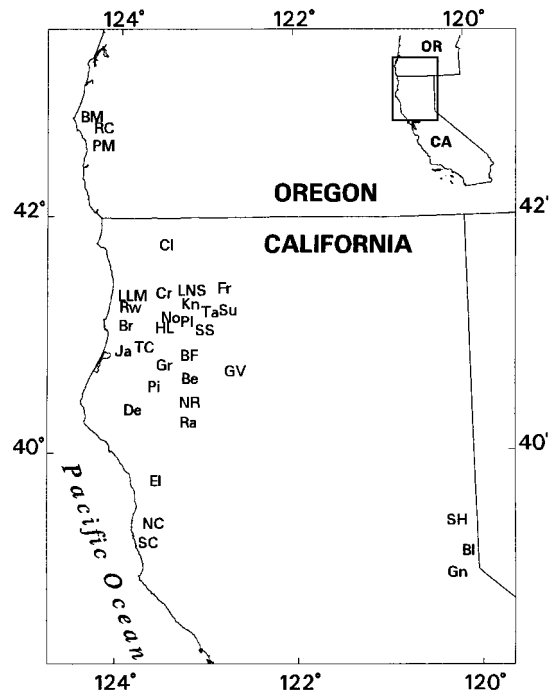 124° 122° 120°
OR
CA
BM
RC
PM
OREGON
42° 42°
CALIFORNIA
Cl
LLM Cr LNS Fr
Rw Kn Ta Su
Br No Pl
HL SS
Ja TC BF
Gr GV
Pi Be
De NR
Ra
40° 40°
El
NC
SC
SH
Bl
Gn
Pacific Ocean
124° 122° 120°